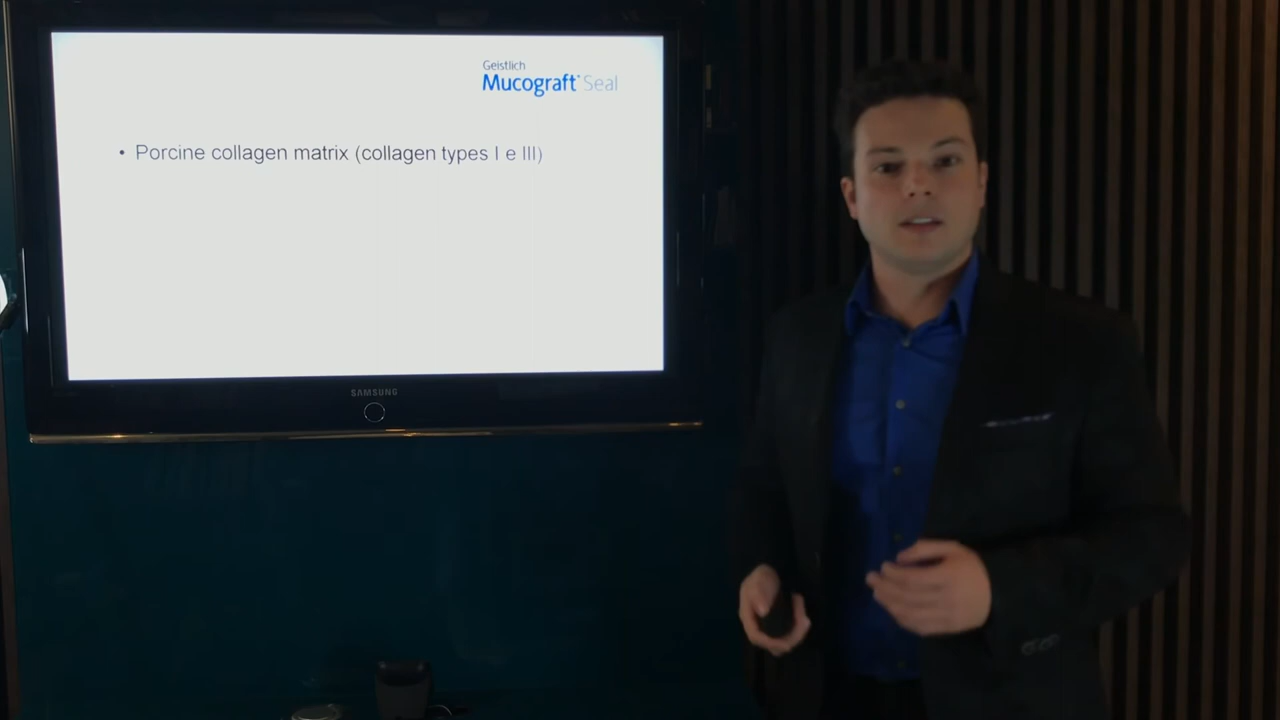 Geistlich
Mucograft® Seal
• Porcine collagen matrix (collagen types I e III)
SAMSUNG